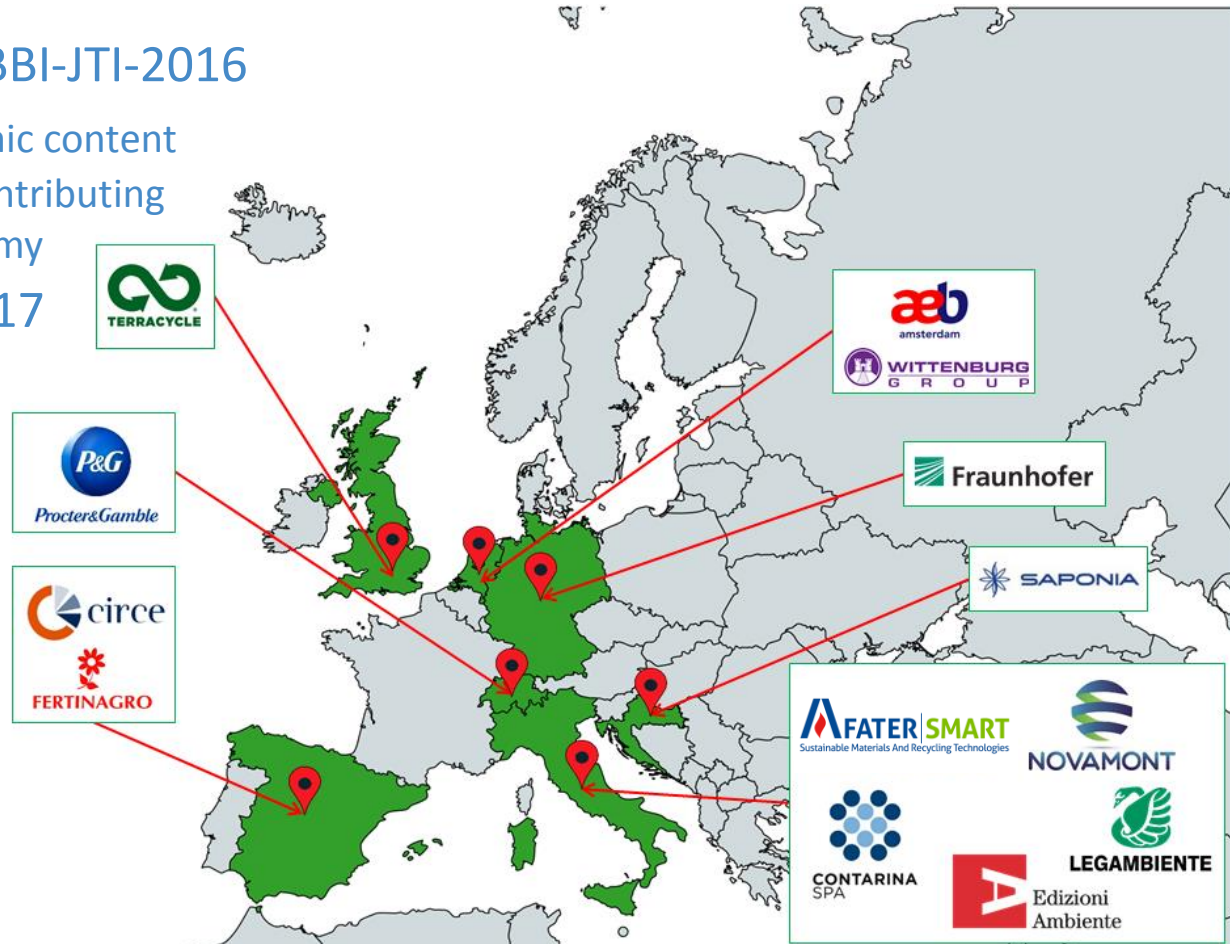 BBI-JTI-2016
nic content
ntributing
my
17
TERRACYCLE
aeb
amsterdam
WITTENBURG
GROUP
P&G
Procter&Gamble
Fraunhofer
circe
FERTINAGRO
SAPONIA
FATER SMART
Sustainable Materials And Recycling Technologies
NOVAMONT
CONTARINA
SPA
LEGAMBIENTE
Edizioni
Ambiente